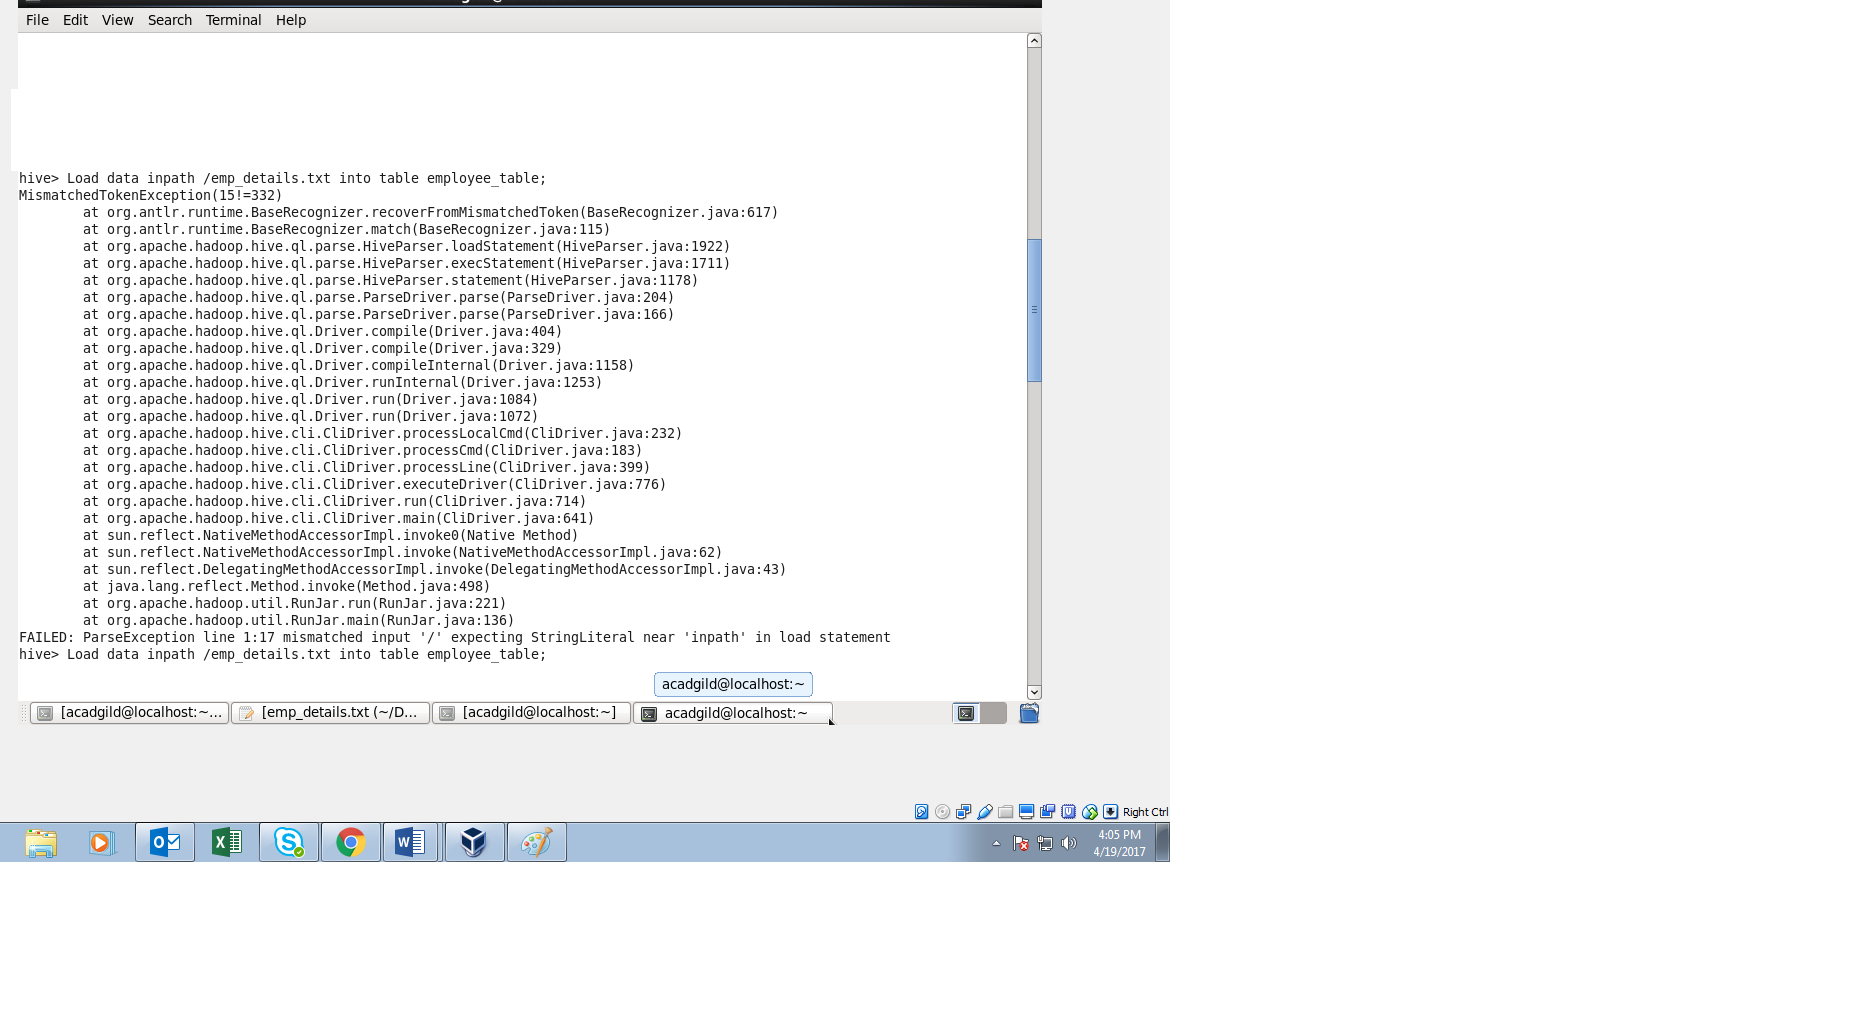 File Edit View Search Terminal Help
hive> Load data inpath /emp_details.txt into table employee_table;
MismatchedTokenException(15!=332)
at org.antlr.runtime.BaseRecognizer.recoverFromMismatchedToken(BaseRecognizer.java:617)
at org.antlr.runtime.BaseRecognizer.match(BaseRecognizer.java:115)
at org.apache.hadoop.hive.ql.parse.HiveParser.loadStatement(HiveParser.java:1922)
at org.apache.hadoop.hive.ql.parse.HiveParser.execStatement(HiveParser.java:1711)
at org.apache.hadoop.hive.ql.parse.HiveParser.statement(HiveParser.java:1178)
at org.apache.hadoop.hive.ql.parse.ParseDriver.parse(ParseDriver.java:204)
at org.apache.hadoop.hive.ql.parse.ParseDriver.parse(ParseDriver.java:166)
at org.apache.hadoop.hive.ql.Driver.compile(Driver.java:404)
at org.apache.hadoop.hive.ql.Driver.compile(Driver.java:329)
at org.apache.hadoop.hive.ql.Driver.compileInternal(Driver.java:1158)
at org.apache.hadoop.hive.ql.Driver.runInternal(Driver.java:1253)
at org.apache.hadoop.hive.ql.Driver.run(Driver.java:1084)
at org.apache.hadoop.hive.ql.Driver.run(Driver.java:1072)
at org.apache.hadoop.hive.cli.CliDriver.processLocalCmd(CliDriver.java:232)
at org.apache.hadoop.hive.cli.CliDriver.processCmd(CliDriver.java:183)
at org.apache.hadoop.hive.cli.CliDriver.processLine(CliDriver.java:399)
at org.apache.hadoop.hive.cli.CliDriver.executeDriver(CliDriver.java:776)
at org.apache.hadoop.hive.cli.CliDriver.run(CliDriver.java:714)
at org.apache.hadoop.hive.cli.CliDriver.main(CliDriver.java:641)
at sun.reflect.NativeMethodAccessorImpl.invoke0(Native Method)
at sun.reflect.NativeMethodAccessorImpl.invoke(NativeMethodAccessorImpl.java:62)
at sun.reflect.DelegatingMethodAccessorImpl.invoke(DelegatingMethodAccessorImpl.java:43)
at java.lang.reflect.Method.invoke(Method.java:498)
at org.apache.hadoop.util.RunJar.run(RunJar.java:221)
at org.apache.hadoop.util.RunJar.main(RunJar.java:136)
FAILED: ParseException line 1:17 mismatched input '/' expecting StringLiteral near 'inpath' in load statement
hive> Load data inpath /emp_details.txt into table employee_table;
acadgild@localhost:~
[acadgild@localhost:~... [emp_details.txt (~/D... [acadgild@localhost:~] acadgild@localhost:~
Right Ctrl
4:05 PM
4/19/2017